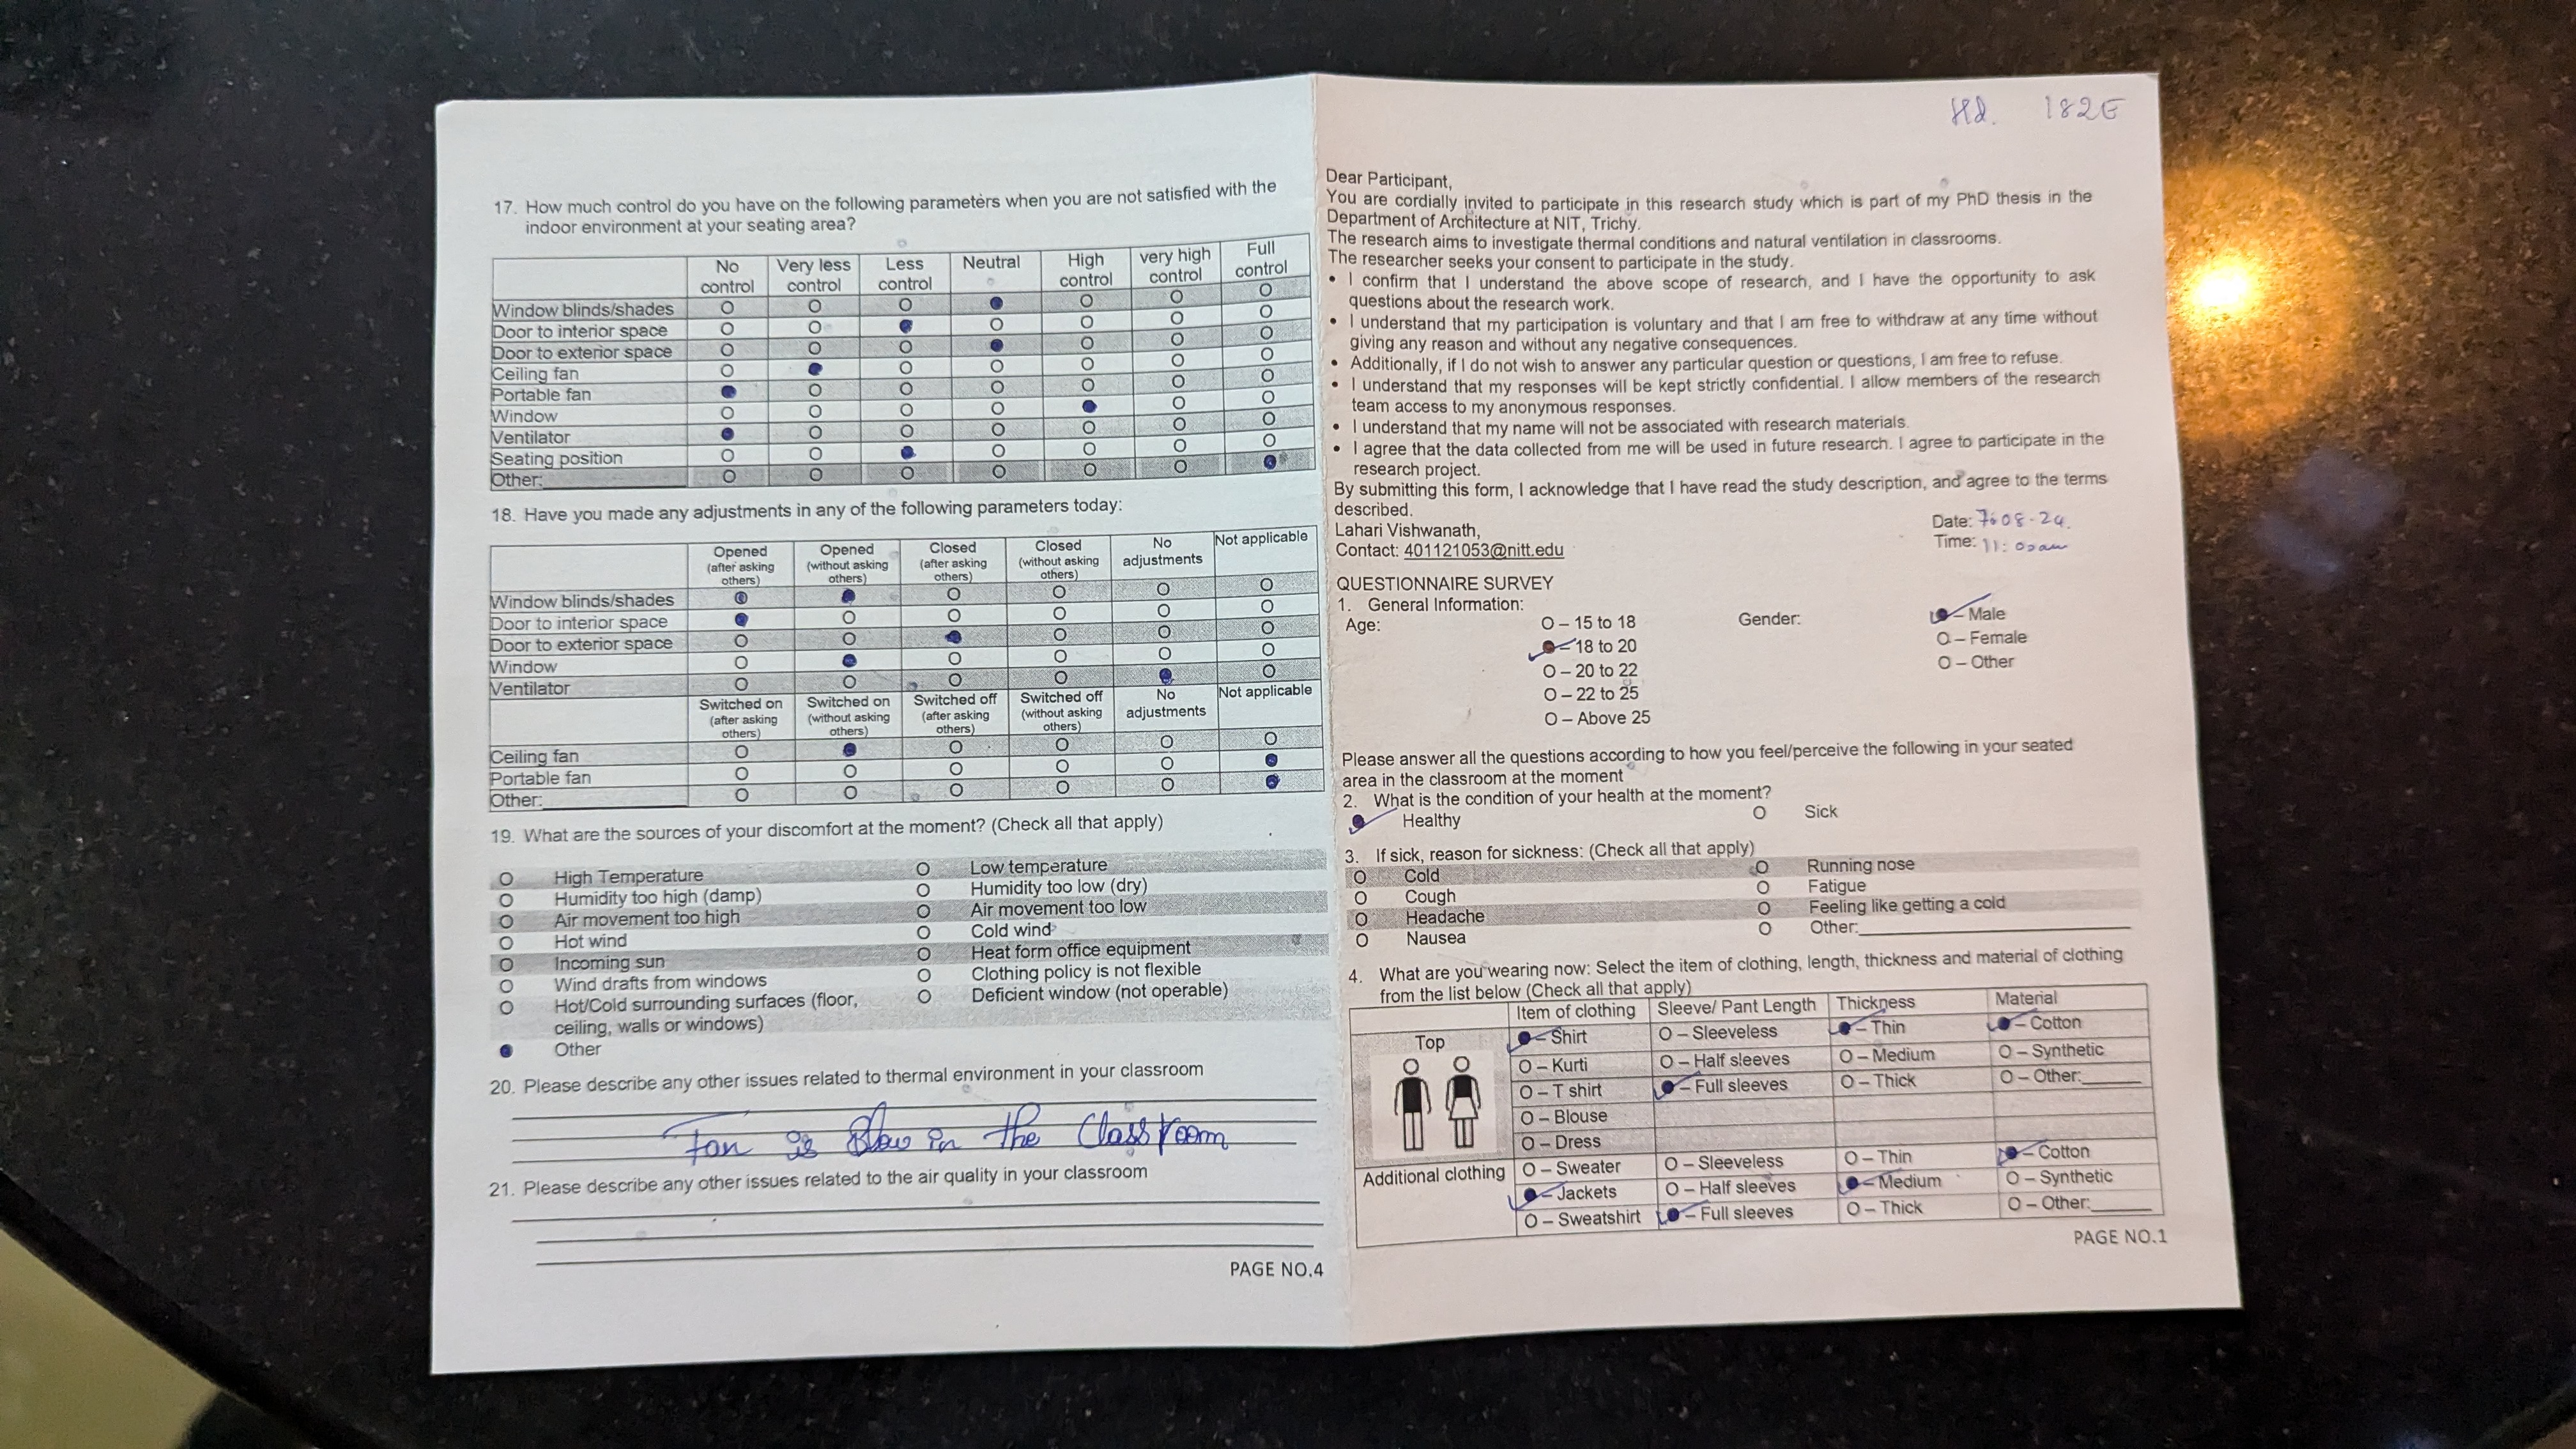 17. How much control do you have on the following parameters when you are not satisfied with the
indoor environment at your seating area?
No control Very less control Less control Neutral High control very high control Full control
Window blinds/shades O O O ● O O O
Door to interior space O O ● O O O O
Door to exterior space O O O ● O O O
Ceiling fan O ● O O O O O
Portable fan ● O O O O O O
Window O O O O ● O O
Ventilator ● O O O O O O
Seating position O O ● O O O O
Other: O O O O O O ●
18. Have you made any adjustments in any of the following parameters today:
Opened (after asking others) Opened (without asking others) Closed (after asking others) Closed (without asking others) No adjustments Not applicable
Window blinds/shades O ● O O O O
Door to interior space ● O O O O O
Door to exterior space O O ● O O O
Window O ● O O O O
Ventilator O O O O ● O
Switched on (after asking others) Switched on (without asking others) Switched off (after asking others) Switched off (without asking others) No adjustments Not applicable
Ceiling fan O ● O O O O
Portable fan O O O O O ●
Other: O O O O O ●
19. What are the sources of your discomfort at the moment? (Check all that apply)
O High Temperature O Low temperature
O Humidity too high (damp) O Humidity too low (dry)
O Air movement too high O Air movement too low
O Hot wind O Cold wind
O Incoming sun O Heat form office equipment
O Wind drafts from windows O Clothing policy is not flexible
O Hot/Cold surrounding surfaces (floor, O Deficient window (not operable)
ceiling, walls or windows)
● Other
20. Please describe any other issues related to thermal environment in your classroom
Fan is Slow in the Classroom
21. Please describe any other issues related to the air quality in your classroom
PAGE NO.4
182E
Dear Participant,
You are cordially invited to participate in this research study which is part of my PhD thesis in the
Department of Architecture at NIT, Trichy.
The research aims to investigate thermal conditions and natural ventilation in classrooms.
The researcher seeks your consent to participate in the study.
• I confirm that I understand the above scope of research, and I have the opportunity to ask
questions about the research work.
• I understand that my participation is voluntary and that I am free to withdraw at any time without
giving any reason and without any negative consequences.
• Additionally, if I do not wish to answer any particular question or questions, I am free to refuse.
• I understand that my responses will be kept strictly confidential. I allow members of the research
team access to my anonymous responses.
• I understand that my name will not be associated with research materials.
• I agree that the data collected from me will be used in future research. I agree to participate in the
research project.
By submitting this form, I acknowledge that I have read the study description, and agree to the terms
described.
Lahari Vishwanath,
Contact: 401121053@nitt.edu
Date: 7.08.24
Time: 11:00am
QUESTIONNAIRE SURVEY
1. General Information:
Age: O – 15 to 18 Gender: ● – Male
● – 18 to 20 O – Female
O – 20 to 22 O – Other
O – 22 to 25
O – Above 25
Please answer all the questions according to how you feel/perceive the following in your seated
area in the classroom at the moment
2. What is the condition of your health at the moment?
● Healthy O Sick
3. If sick, reason for sickness: (Check all that apply)
O Cold O Running nose
O Cough O Fatigue
O Headache O Feeling like getting a cold
O Nausea O Other:
4. What are you wearing now: Select the item of clothing, length, thickness and material of clothing
from the list below (Check all that apply)
Item of clothing Sleeve/ Pant Length Thickness Material
Top ● – Shirt O – Sleeveless ● – Thin ● – Cotton
O – Kurti O – Half sleeves O – Medium O – Synthetic
O – T shirt ● – Full sleeves O – Thick O – Other:
O – Blouse
O – Dress
Additional clothing O – Sweater O – Sleeveless O – Thin ● – Cotton
● – Jackets O – Half sleeves ● – Medium O – Synthetic
O – Sweatshirt ● – Full sleeves O – Thick O – Other:
PAGE NO.1